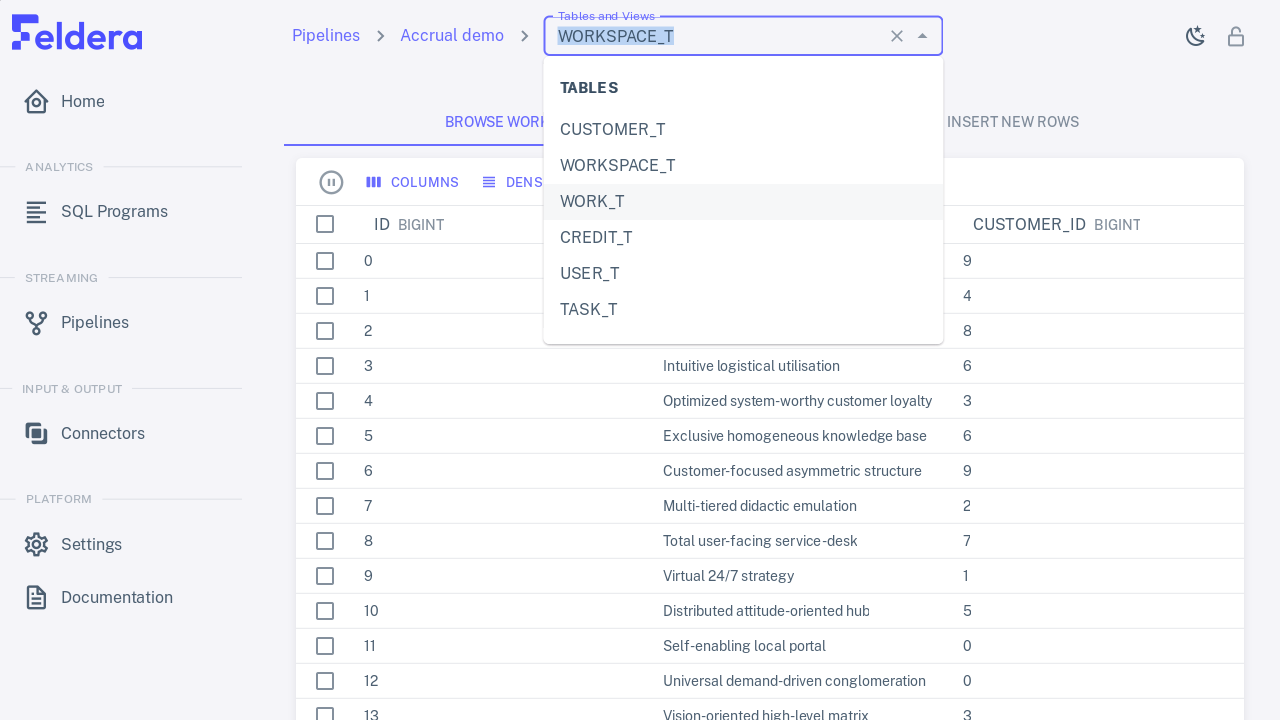 Feldera
Home
ANALYTICS
SQL Programs
STREAMING
Pipelines
INPUT & OUTPUT
Connectors
PLATFORM
Settings
Documentation
Pipelines
Accrual demo
Tables and Views
WORKSPACE_T
TABLES
CUSTOMER_T
WORKSPACE_T
WORK_T
CREDIT_T
USER_T
TASK_T
BROWSE WORK
INSERT NEW ROWS
COLUMNS DENS
ID BIGINT CUSTOMER_ID BIGINT
0 9
1 4
2 8
3 Intuitive logistical utilisation 6
4 Optimized system-worthy customer loyalty 3
5 Exclusive homogeneous knowledge base 6
6 Customer-focused asymmetric structure 9
7 Multi-tiered didactic emulation 2
8 Total user-facing service-desk 7
9 Virtual 24/7 strategy 1
10 Distributed attitude-oriented hub 5
11 Self-enabling local portal 0
12 Universal demand-driven conglomeration 0
13 Vision-oriented high-level matrix 3